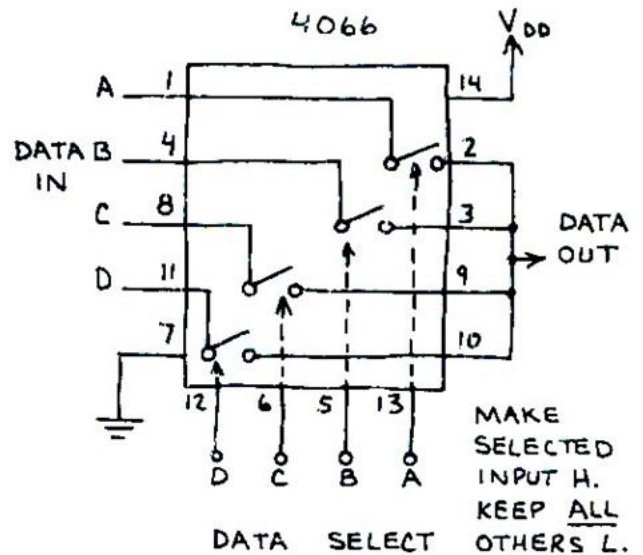 4066
V DD
A 1 14
DATA B 4 2
IN
C 8 3 DATA
OUT
D 11 9
7 10
12 6 5 13
D C B A
MAKE
SELECTED
INPUT H.
KEEP ALL
OTHERS L.
DATA SELECT